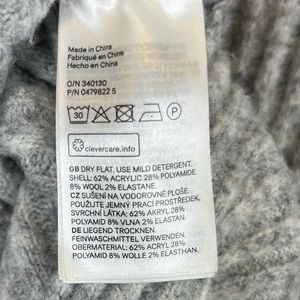 Made in China
Fabriqué en Chine
Hecho en China
O/N 340130
P/N 0479822 5
30
P
clevercare.info
GB DRY FLAT. USE MILD DETERGENT.
SHELL: 62% ACRYLIC 28% POLYAMIDE
8% WOOL 2% ELASTANE.
CZ SUŠENÍ NA VODOROVNÉ PLOŠE.
POUŽIJTE JEMNÝ PRACÍ PROSTŘEDEK.
SVRCHNÍ LÁTKA: 62% AKRYL 28%
POLYAMID 8% VLNA 2% ELASTAN.
DE LIEGEND TROCKNEN.
FEINWASCHMITTEL VERWENDEN.
OBERMATERIAL: 62% ACRYL 28%
POLYAMID 8% WOLLE 2% ELASTHAN.